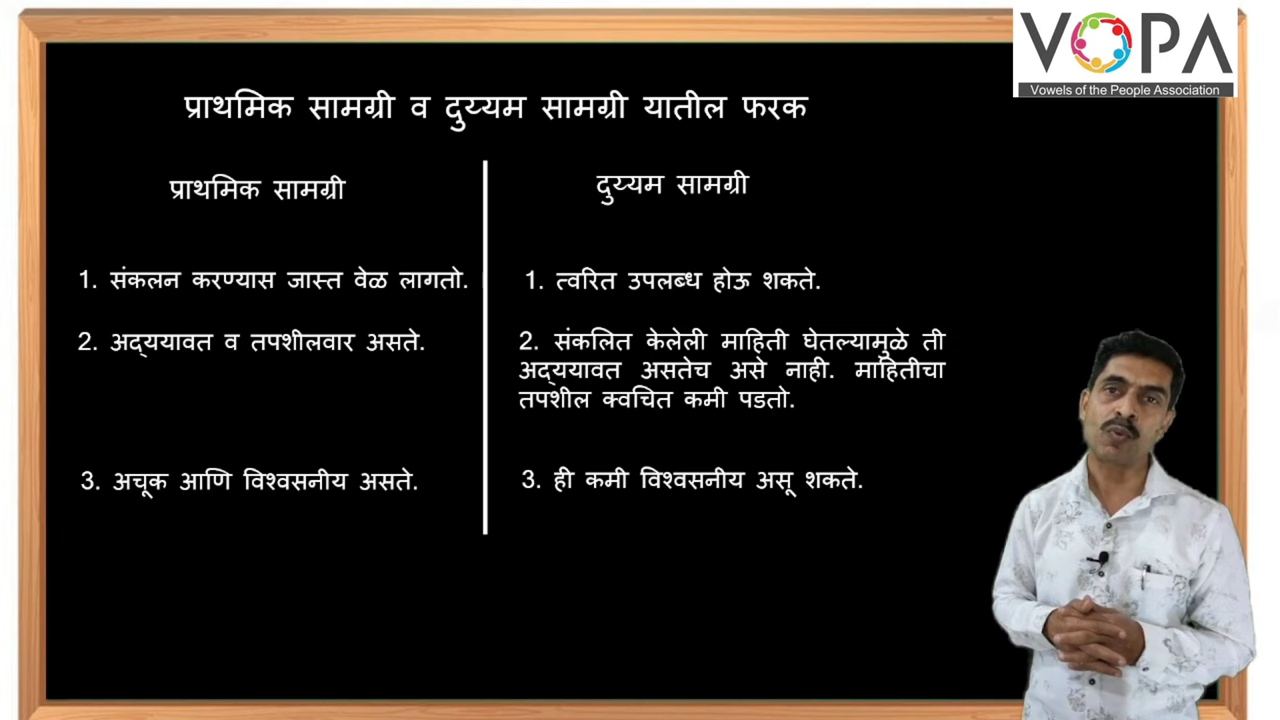 VOPA
Vowels of the People Association
प्राथमिक सामग्री व दुय्यम सामग्री यातील फरक
प्राथमिक सामग्री
1. संकलन करण्यास जास्त वेळ लागतो.
2. अद्ययावत व तपशीलवार असते.
3. अचूक आणि विश्वसनीय असते.
दुय्यम सामग्री
1. त्वरित उपलब्ध होऊ शकते.
2. संकलित केलेली माहिती घेतल्यामुळे ती
अद्ययावत असतेच असे नाही. माहितीचा
तपशील क्वचित कमी पडतो.
3. ही कमी विश्वसनीय असू शकते.